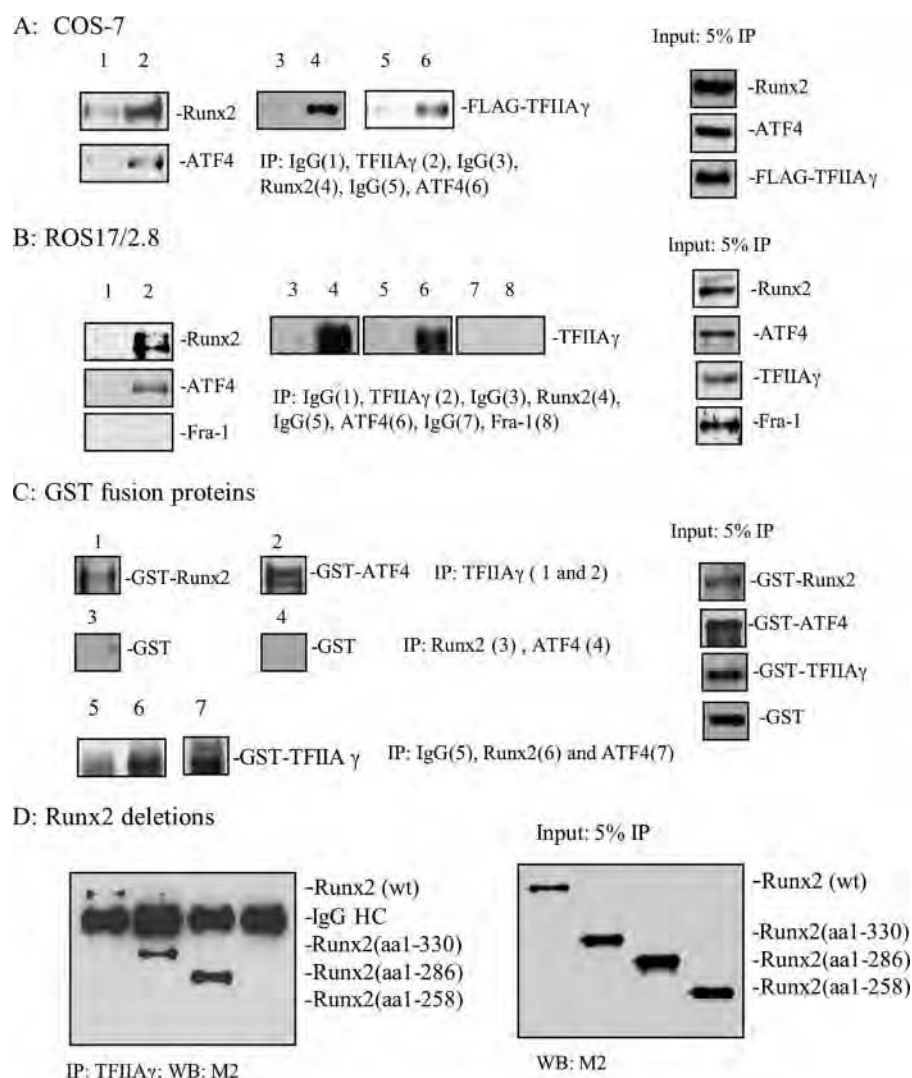 A: COS-7
Input: 5% IP
1 2 3 4 5 6
-Runx2
-FLAG-TFIIAγ
-ATF4
IP: IgG(1), TFIIAγ (2), IgG(3),
Runx2(4), IgG(5), ATF4(6)
-Runx2
-ATF4
-FLAG-TFIIAγ
B: ROS17/2.8
Input: 5% IP
1 2 3 4 5 6 7 8
-Runx2
-TFIIAγ
-ATF4
-Fra-1
IP: IgG(1), TFIIAγ (2), IgG(3), Runx2(4),
IgG(5), ATF4(6), IgG(7), Fra-1(8)
-Runx2
-ATF4
-TFIIAγ
-Fra-1
C: GST fusion proteins
Input: 5% IP
1 2
-GST-Runx2
-GST-ATF4
IP: TFIIAγ ( 1 and 2)
3 4
-GST
-GST
IP: Runx2 (3) , ATF4 (4)
5 6 7
-GST-TFIIA γ
IP: IgG(5), Runx2(6) and ATF4(7)
-GST-Runx2
-GST-ATF4
-GST-TFIIAγ
-GST
D: Runx2 deletions
Input: 5% IP
-Runx2 (wt)
-IgG HC
-Runx2(aa1-330)
-Runx2(aa1-286)
-Runx2(aa1-258)
IP: TFIIAγ; WB: M2
-Runx2 (wt)
-Runx2(aa1-330)
-Runx2(aa1-286)
-Runx2(aa1-258)
WB: M2